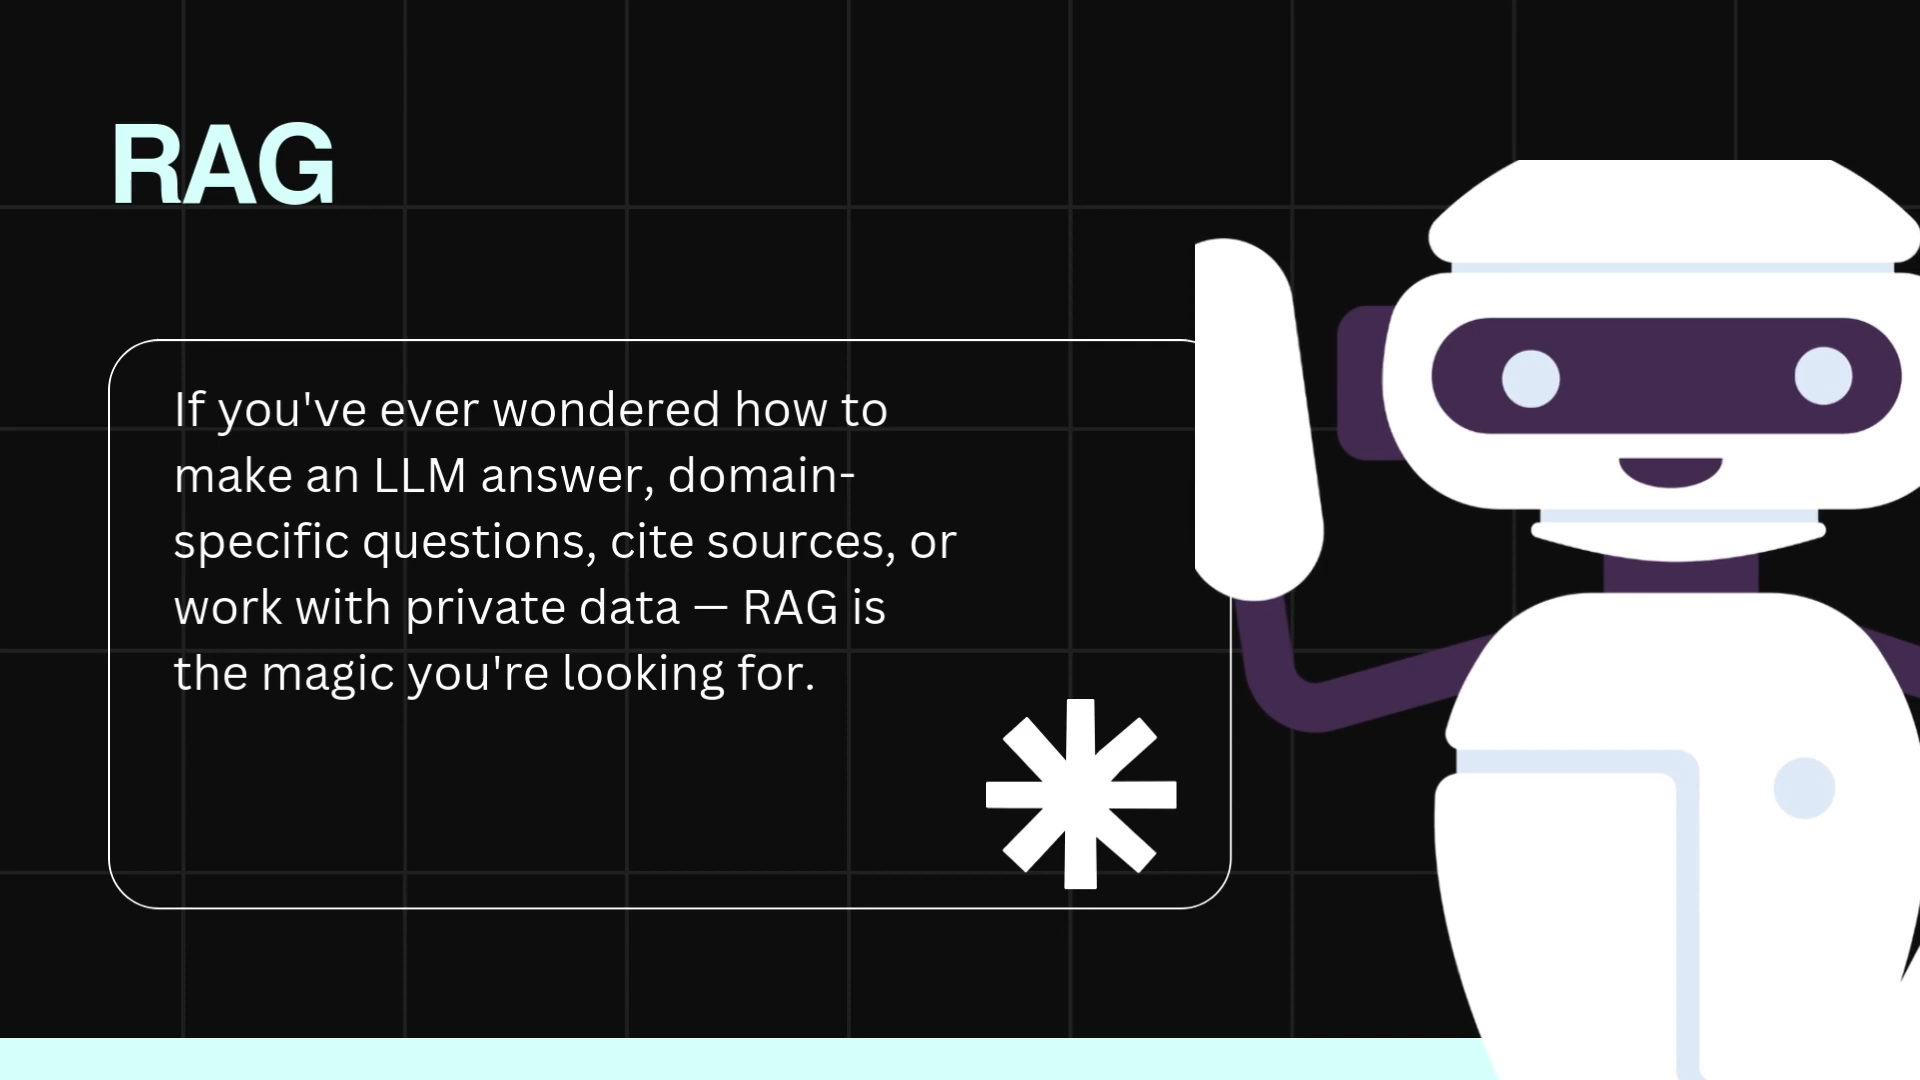 RAG
If you've ever wondered how to
make an LLM answer, domain-
specific questions, cite sources, or
work with private data — RAG is
the magic you're looking for.